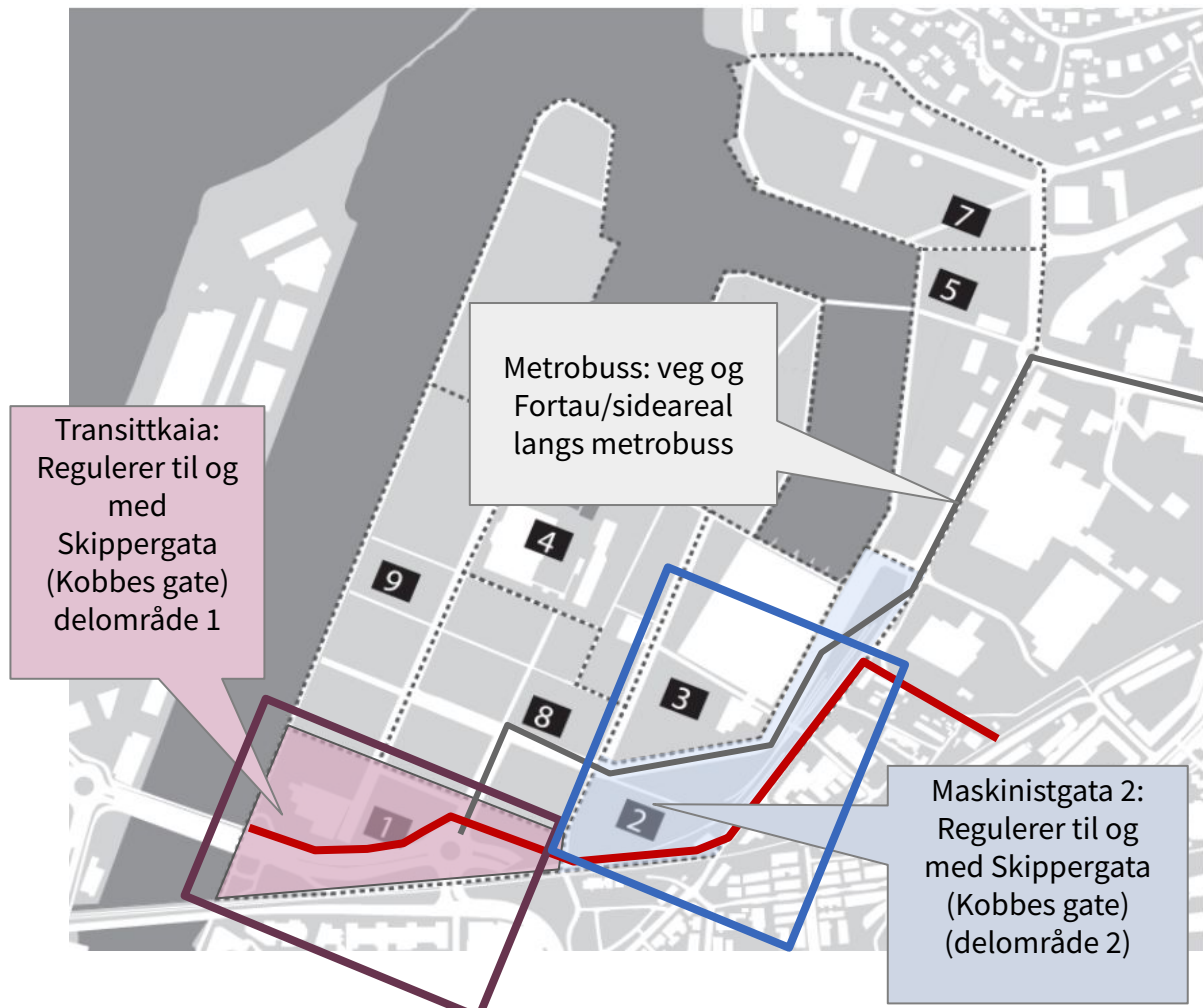 7
5
Metrobuss: veg og
Fortau/sideareal
langs metrobuss
Transittkaia:
Regulerer til og
med
Skippergata
(Kobbes gate)
delområde 1
4
9
3
8
1
2
Maskinistgata 2:
Regulerer til og
med Skippergata
(Kobbes gate)
(delområde 2)